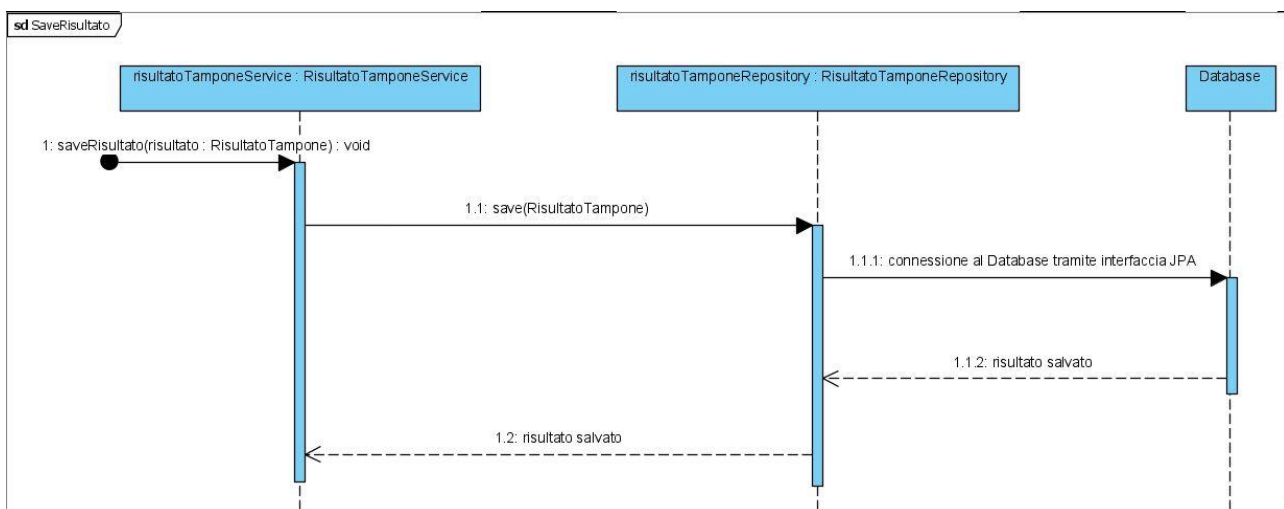 sd SaveRisultato
risultatoTamponeService : RisultatoTamponeService
risultatoTamponeRepository : RisultatoTamponeRepository
Database
1: saveRisultato(risultato : RisultatoTampone) : void
1.1: save(RisultatoTampone)
1.1.1: connessione al Database tramite interfaccia JPA
1.1.2: risultato salvato
1.2: risultato salvato